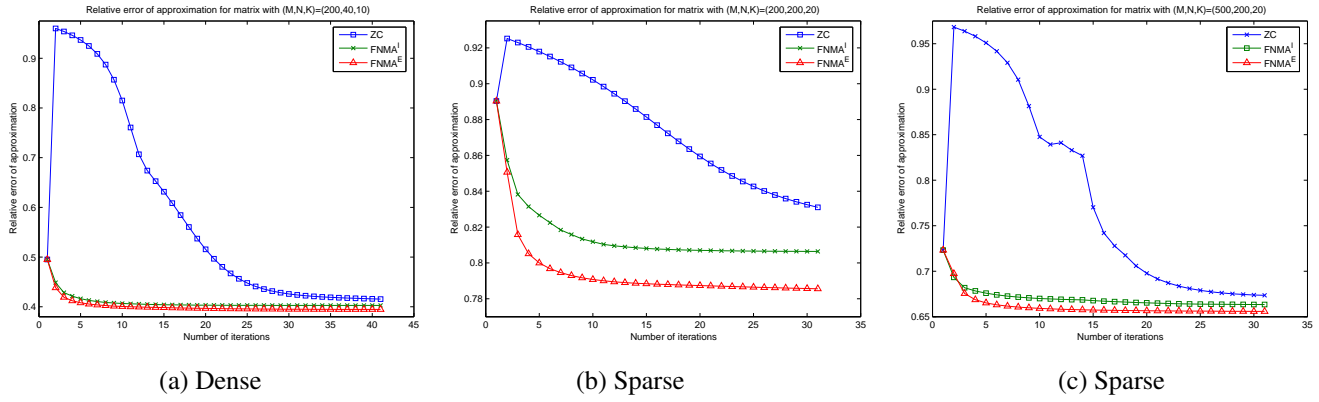 Relative error of approximation for matrix with (M,N,K)=(200,40,10)
ZC
FNMA^I
FNMA^E
Relative error of approximation
0.9
0.8
0.7
0.6
0.5
0.4
0 5 10 15 20 25 30 35 40 45
Number of iterations
(a) Dense
Relative error of approximation for matrix with (M,N,K)=(200,200,20)
ZC
FNMA^I
FNMA^E
Relative error of approximation
0.92
0.9
0.88
0.86
0.84
0.82
0.8
0.78
0 5 10 15 20 25 30 35
Number of iterations
(b) Sparse
Relative error of approximation for matrix with (M,N,K)=(500,200,20)
ZC
FNMA^I
FNMA^E
Relative error of approximation
0.95
0.9
0.85
0.8
0.75
0.7
0.65
0 5 10 15 20 25 30 35
Number of iterations
(c) Sparse